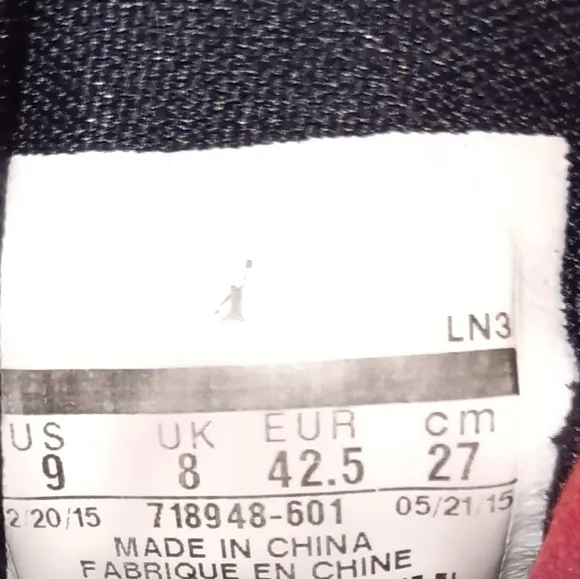 LN3
US UK EUR cm
9 8 42.5 27
2/20/15 718948-601 05/21/15
MADE IN CHINA
FABRIQUE EN CHINE